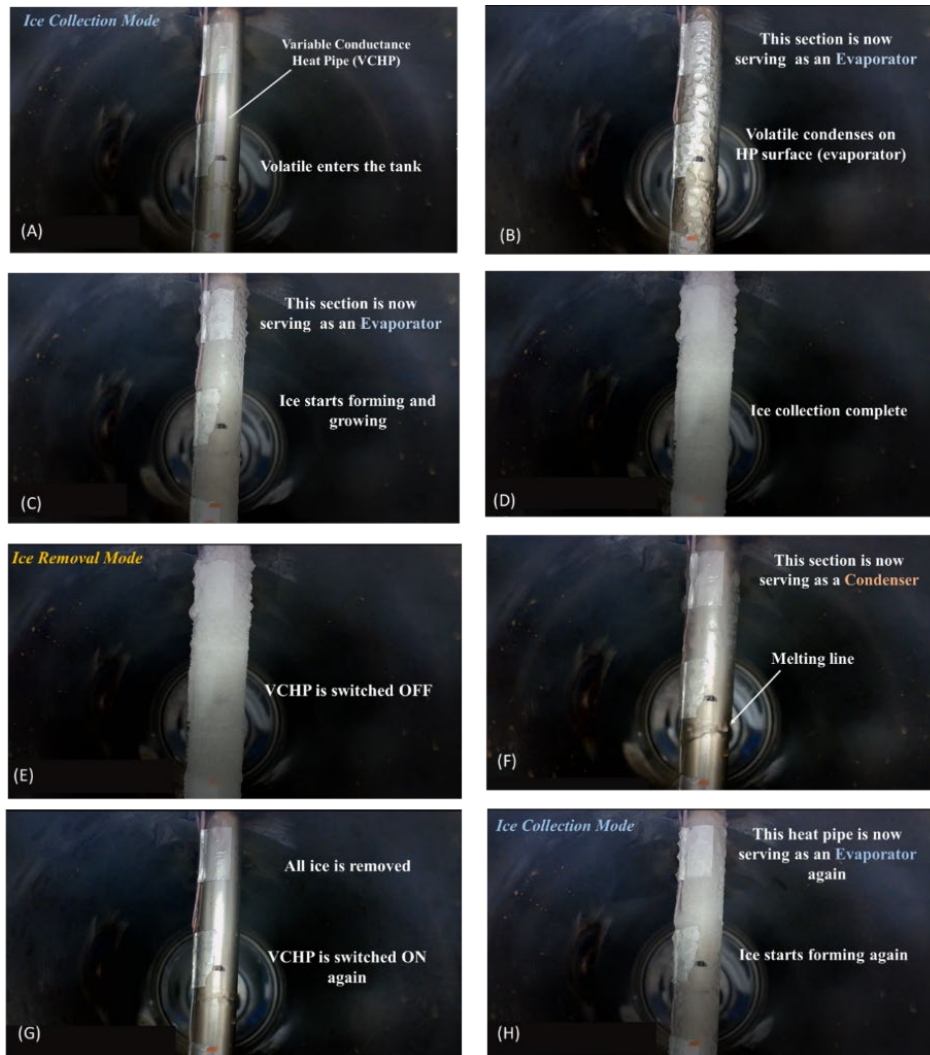 Ice Collection Mode
Variable Conductance
Heat Pipe (VCHP)
Volatile enters the tank
(A)
This section is now
serving as an Evaporator
Volatile condenses on
HP surface (evaporator)
(B)
This section is now
serving as an Evaporator
Ice starts forming and
growing
(C)
Ice collection complete
(D)
Ice Removal Mode
VCHP is switched OFF
(E)
This section is now
serving as a Condenser
Melting line
(F)
All ice is removed
VCHP is switched ON
again
(G)
Ice Collection Mode
This heat pipe is now
serving as an Evaporator
again
Ice starts forming again
(H)